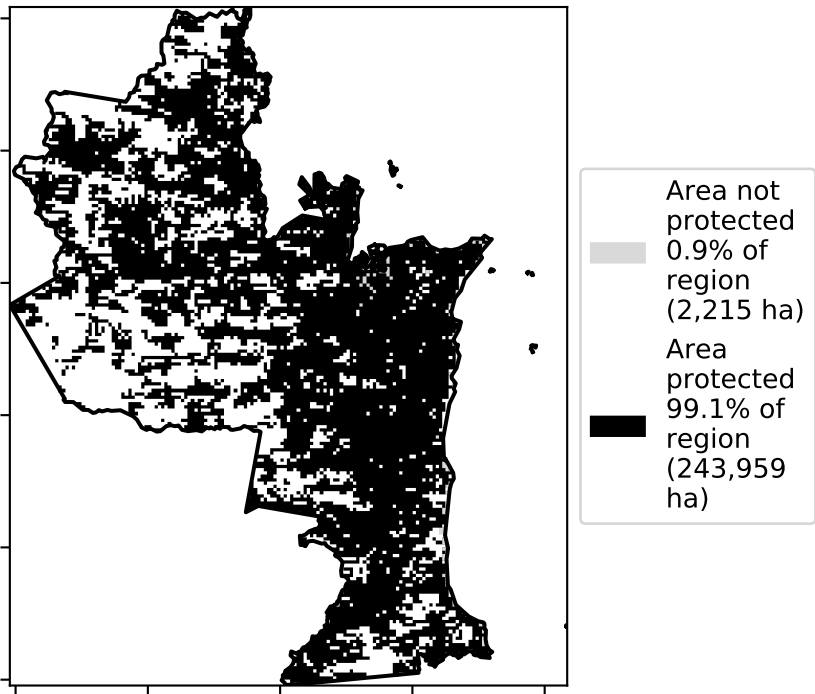 Area not
protected
0.9% of
region
(2,215 ha)
Area
protected
99.1% of
region
(243,959
ha)